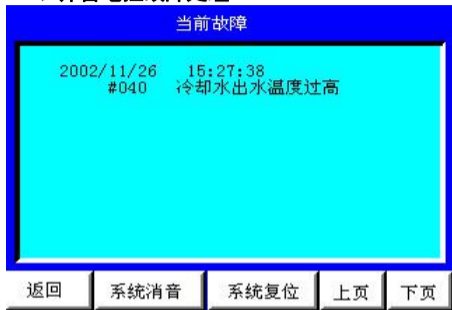 当前故障
2002/11/26 15:27:38
#040 冷却水出水温度过高
返回 系统消音 系统复位 上页 下页